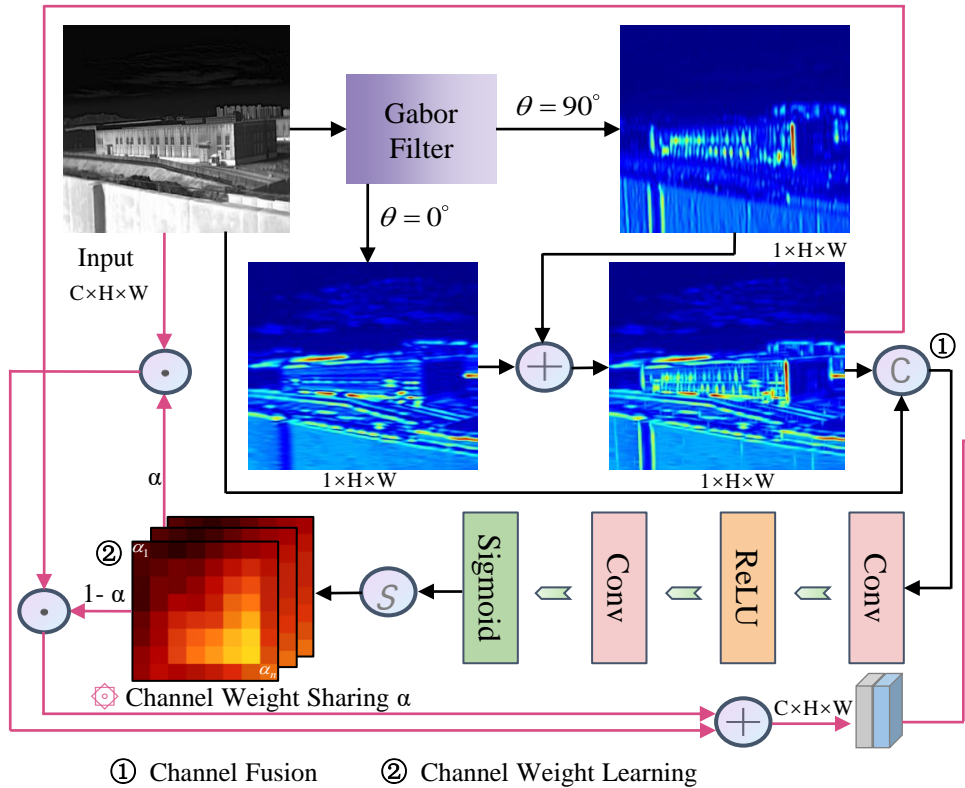 Gabor
Filter
θ = 90°
θ = 0°
Input
C×H×W
1×H×W
①
C
1×H×W
1×H×W
α
②
α₁
1- α
αₙ
S
Sigmoid
Conv
ReLU
Conv
Channel Weight Sharing α
C×H×W
① Channel Fusion
② Channel Weight Learning